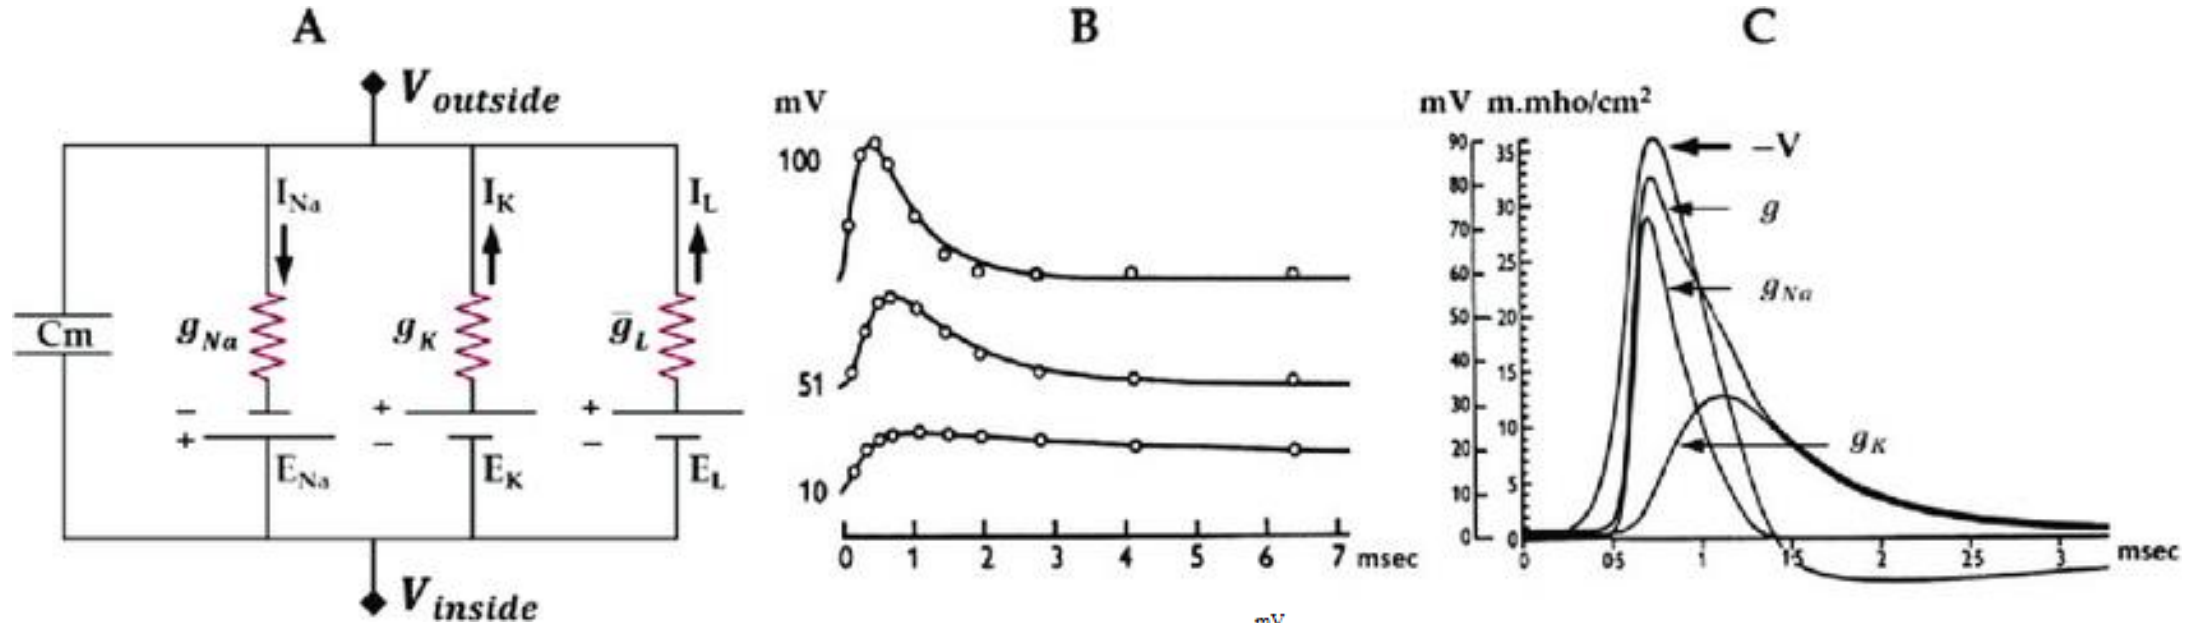 A
V outside
I Na
I K
I L
Cm
g Na
g K
g̅ L
−
+
+
−
+
−
E Na
E K
E L
V inside
B
mV
100
51
10
0 1 2 3 4 5 6 7 msec
mV
C
mV m.mho/cm²
90
80
70
60
50
40
30
20
10
0
35
30
25
20
15
10
5
0
−V
g
g Na
g K
0 05 1 15 2 25 3 msec